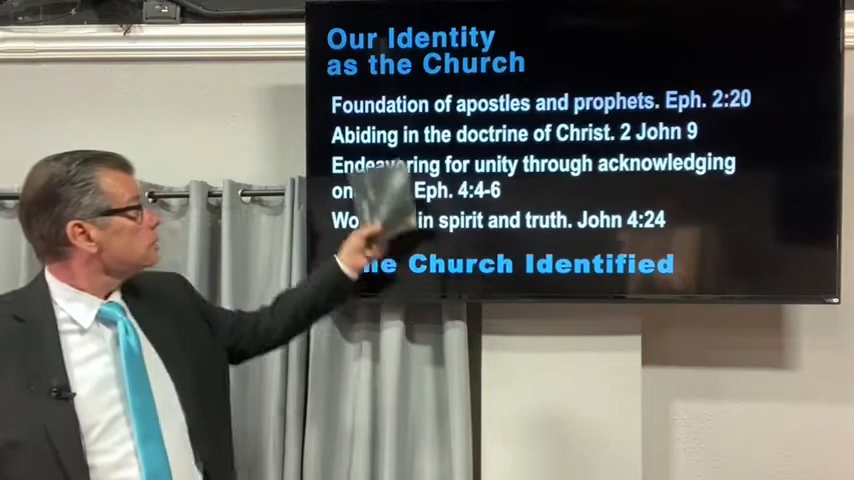 Our Identity
as the Church
Foundation of apostles and prophets. Eph. 2:20
Abiding in the doctrine of Christ. 2 John 9
Endeavoring for unity through acknowledging
Eph. 4:4-6
in spirit and truth. John 4:24
Church Identified